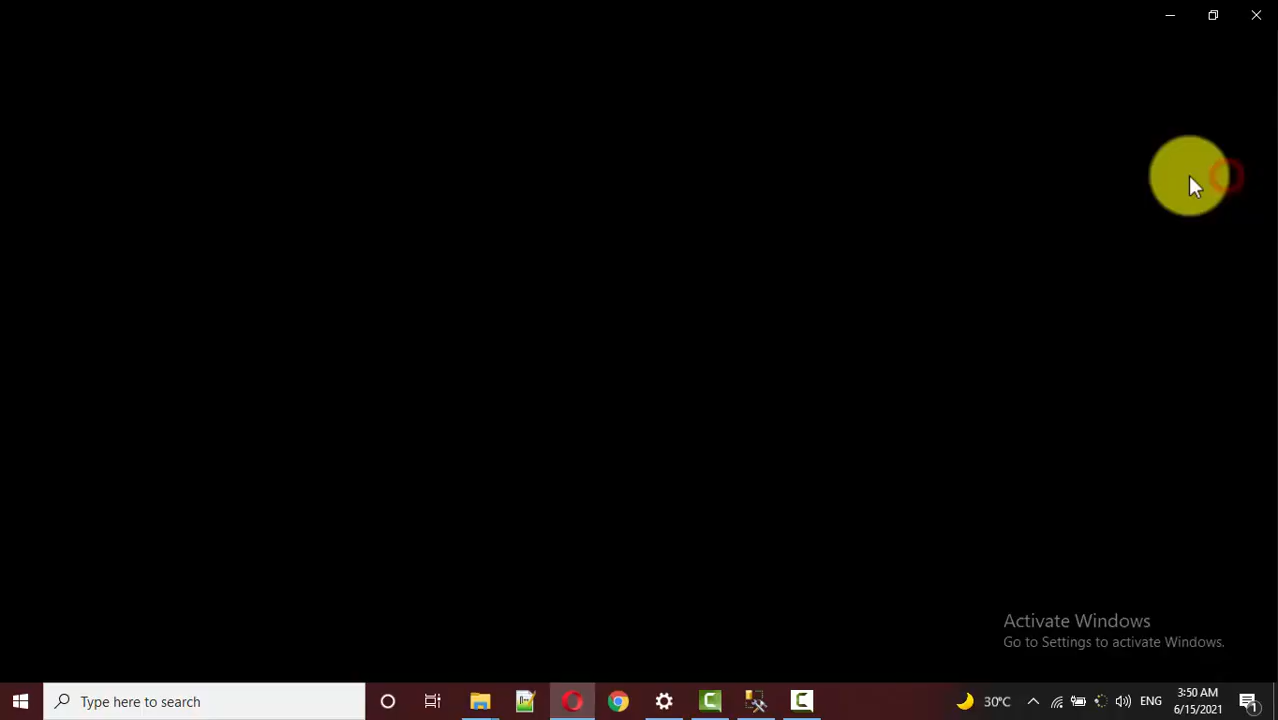 Activate Windows
Go to Settings to activate Windows.
Type here to search
30°C
ENG
3:50 AM
6/15/2021
1